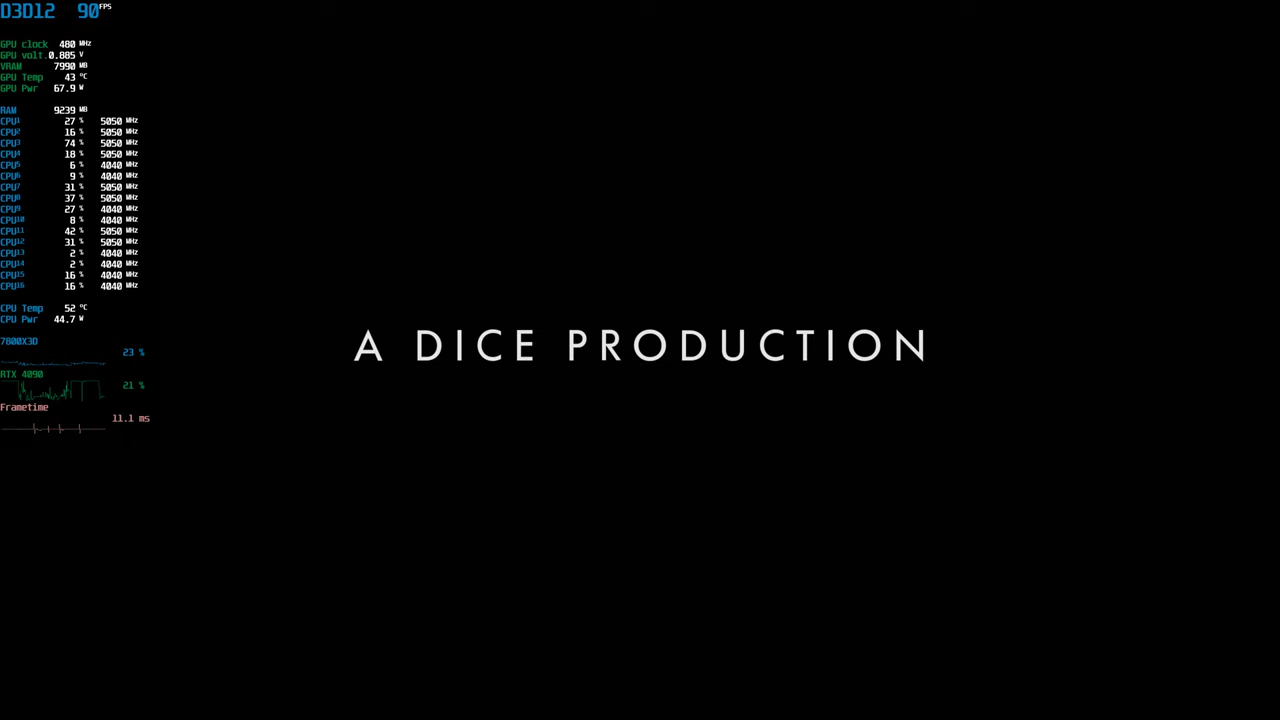 D3D12 90 FPS
GPU clock 480 MHz
GPU volt. 0.885 V
VRAM 7990 MB
GPU Temp 43 °C
GPU Pwr 67.9 W
RAM 9239 MB
CPU1 27 % 5050 MHz
CPU2 16 % 5050 MHz
CPU3 74 % 5050 MHz
CPU4 18 % 5050 MHz
CPU5 6 % 4040 MHz
CPU6 9 % 4040 MHz
CPU7 31 % 5050 MHz
CPU8 37 % 5050 MHz
CPU9 27 % 4040 MHz
CPU10 8 % 4040 MHz
CPU11 42 % 5050 MHz
CPU12 31 % 5050 MHz
CPU13 2 % 4040 MHz
CPU14 2 % 4040 MHz
CPU15 16 % 4040 MHz
CPU16 16 % 4040 MHz
CPU Temp 52 °C
CPU Pwr 44.7 W
7800X3D
23 %
RTX 4090
21 %
Frametime
11.1 ms
A DICE PRODUCTION